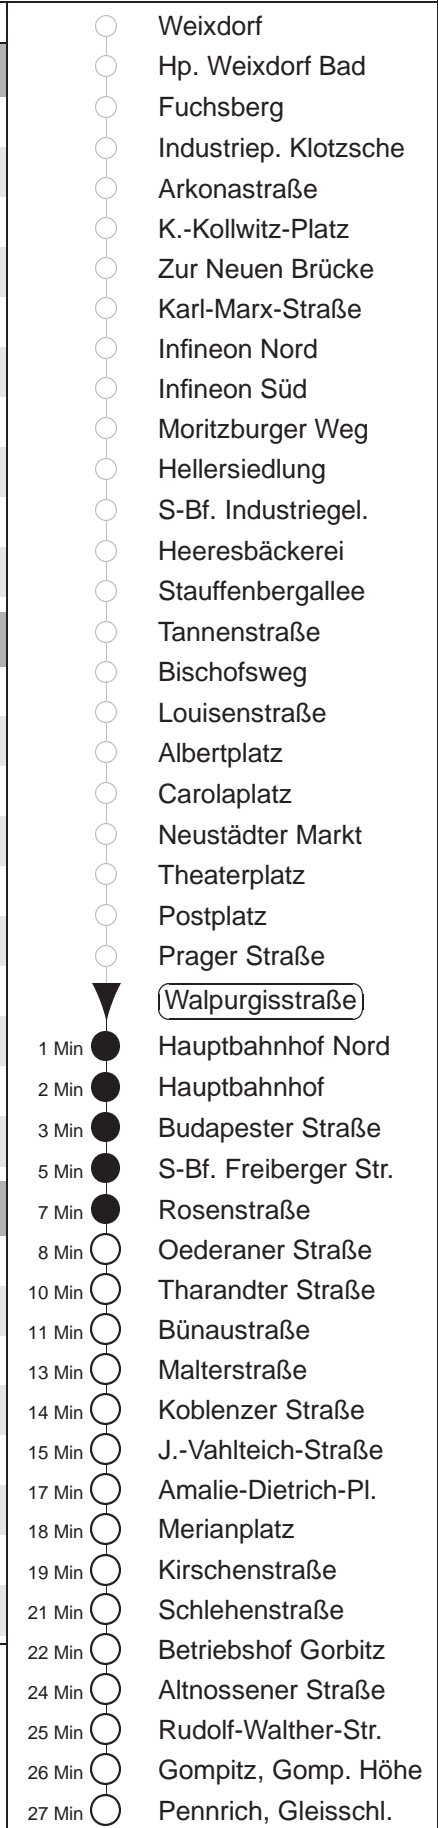 Weixdorf
Hp. Weixdorf Bad
Fuchsberg
Industriep. Klotzsche
Arkonastraße
K.-Kollwitz-Platz
Zur Neuen Brücke
Karl-Marx-Straße
Infineon Nord
Infineon Süd
Moritzburger Weg
Hellersiedlung
S-Bf. Industriegel.
Heeresbäckerei
Stauffenbergallee
Tannenstraße
Bischofsweg
Louisenstraße
Albertplatz
Carolaplatz
Neustädter Markt
Theaterplatz
Postplatz
Prager Straße
Walpurgisstraße
1 Min Hauptbahnhof Nord
2 Min Hauptbahnhof
3 Min Budapester Straße
5 Min S-Bf. Freiberger Str.
7 Min Rosenstraße
8 Min Oederaner Straße
10 Min Tharandter Straße
11 Min Bünaustraße
13 Min Malterstraße
14 Min Koblenzer Straße
15 Min J.-Vahlteich-Straße
17 Min Amalie-Dietrich-Pl.
18 Min Merianplatz
19 Min Kirschenstraße
21 Min Schlehenstraße
22 Min Betriebshof Gorbitz
24 Min Altnossener Straße
25 Min Rudolf-Walther-Str.
26 Min Gompitz, Gomp. Höhe
27 Min Pennrich, Gleisschl.